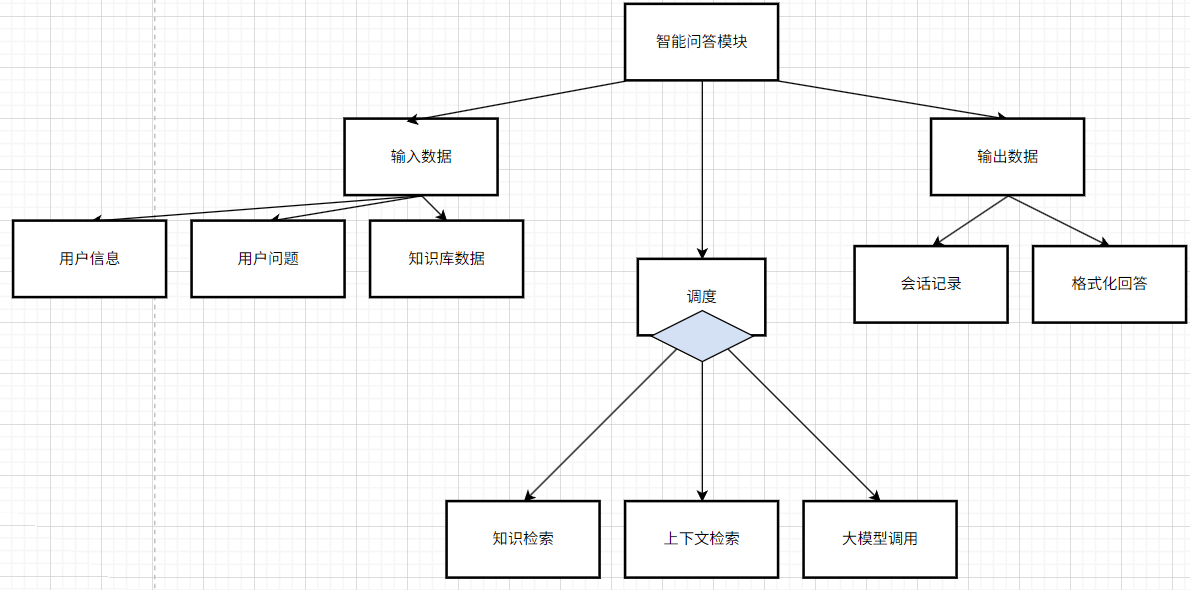 智能问答模块
输入数据
输出数据
用户信息
用户问题
知识库数据
会话记录
格式化回答
调度
知识检索
上下文检索
大模型调用